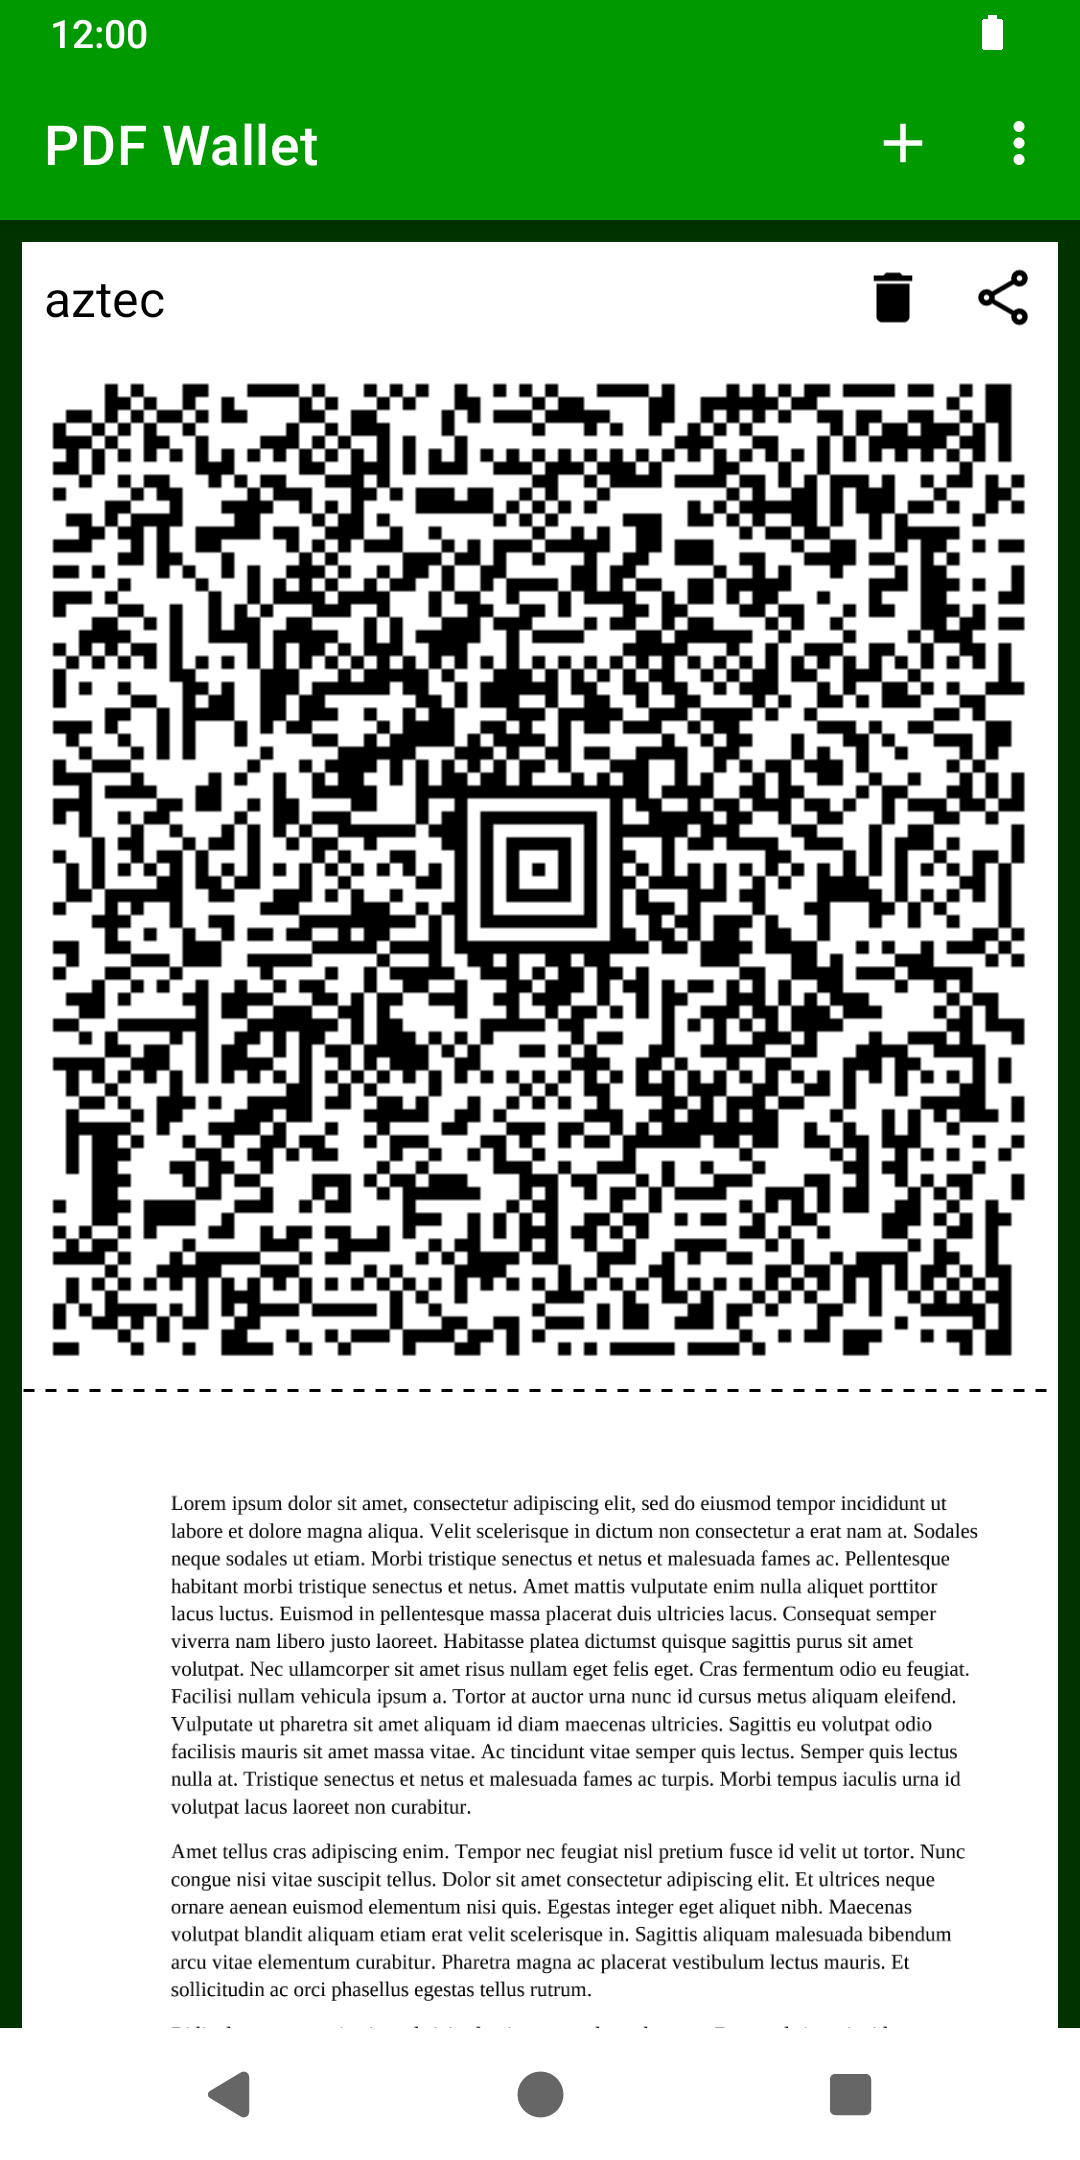 12:00
PDF Wallet
aztec
Lorem ipsum dolor sit amet, consectetur adipiscing elit, sed do eiusmod tempor incididunt ut
labore et dolore magna aliqua. Velit scelerisque in dictum non consectetur a erat nam at. Sodales
neque sodales ut etiam. Morbi tristique senectus et netus et malesuada fames ac. Pellentesque
habitant morbi tristique senectus et netus. Amet mattis vulputate enim nulla aliquet porttitor
lacus luctus. Euismod in pellentesque massa placerat duis ultricies lacus. Consequat semper
viverra nam libero justo laoreet. Habitasse platea dictumst quisque sagittis purus sit amet
volutpat. Nec ullamcorper sit amet risus nullam eget felis eget. Cras fermentum odio eu feugiat.
Facilisi nullam vehicula ipsum a. Tortor at auctor urna nunc id cursus metus aliquam eleifend.
Vulputate ut pharetra sit amet aliquam id diam maecenas ultricies. Sagittis eu volutpat odio
facilisis mauris sit amet massa vitae. Ac tincidunt vitae semper quis lectus. Semper quis lectus
nulla at. Tristique senectus et netus et malesuada fames ac turpis. Morbi tempus iaculis urna id
volutpat lacus laoreet non curabitur.
Amet tellus cras adipiscing enim. Tempor nec feugiat nisl pretium fusce id velit ut tortor. Nunc
congue nisi vitae suscipit tellus. Dolor sit amet consectetur adipiscing elit. Et ultrices neque
ornare aenean euismod elementum nisi quis. Egestas integer eget aliquet nibh. Maecenas
volutpat blandit aliquam etiam erat velit scelerisque in. Sagittis aliquam malesuada bibendum
arcu vitae elementum curabitur. Pharetra magna ac placerat vestibulum lectus mauris. Et
sollicitudin ac orci phasellus egestas tellus rutrum.